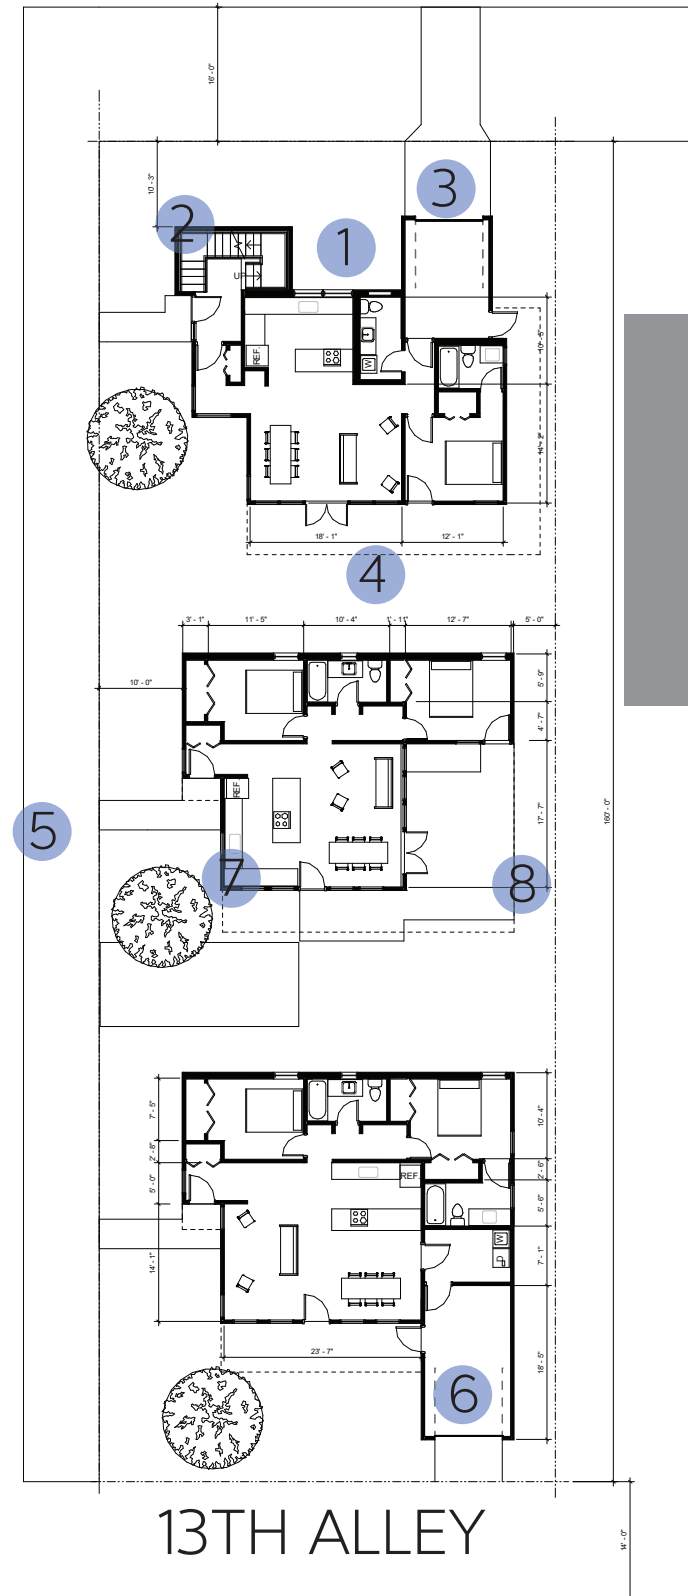 16' - 0"
10' - 3"
3
2
1
UP
REF.
W
10' - 5"
18' - 1"
12' - 1"
4
3' - 1"
11' - 5"
10' - 4"
1' - 11"
12' - 7"
5' - 0"
10' - 0"
5' - 9"
4' - 7"
REF.
17' - 7"
160' - 0"
5
7
8
7' - 5"
10' - 4"
2' - 8"
2' - 6"
5' - 0"
REF.
5' - 6"
W
D
7' - 1"
14' - 1"
23' - 7"
18' - 5"
6
13TH ALLEY
14' - 0"